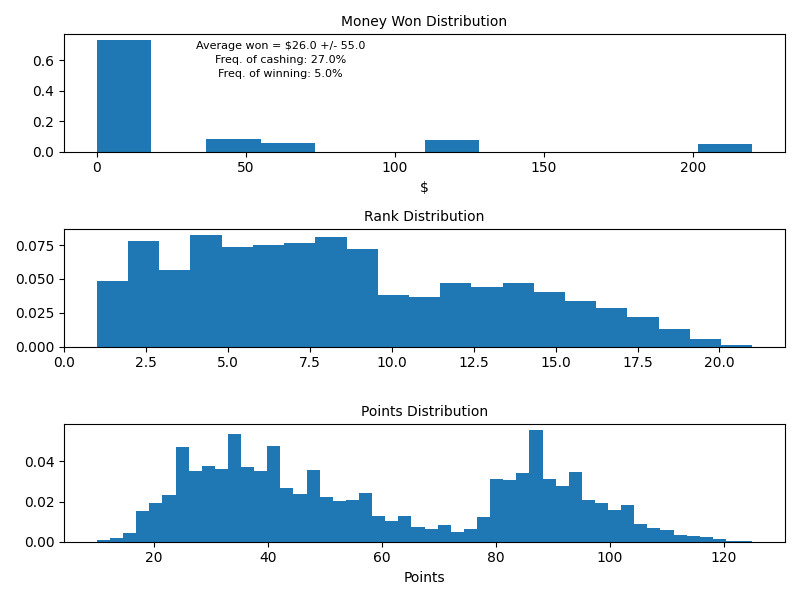 Money Won Distribution
Average won = $26.0 +/- 55.0
Freq. of cashing: 27.0%
Freq. of winning: 5.0%
0.6
0.4
0.2
0.0
0 50 100 150 200
$
Rank Distribution
0.075
0.050
0.025
0.000
0.0 2.5 5.0 7.5 10.0 12.5 15.0 17.5 20.0
Points Distribution
0.04
0.02
0.00
20 40 60 80 100 120
Points